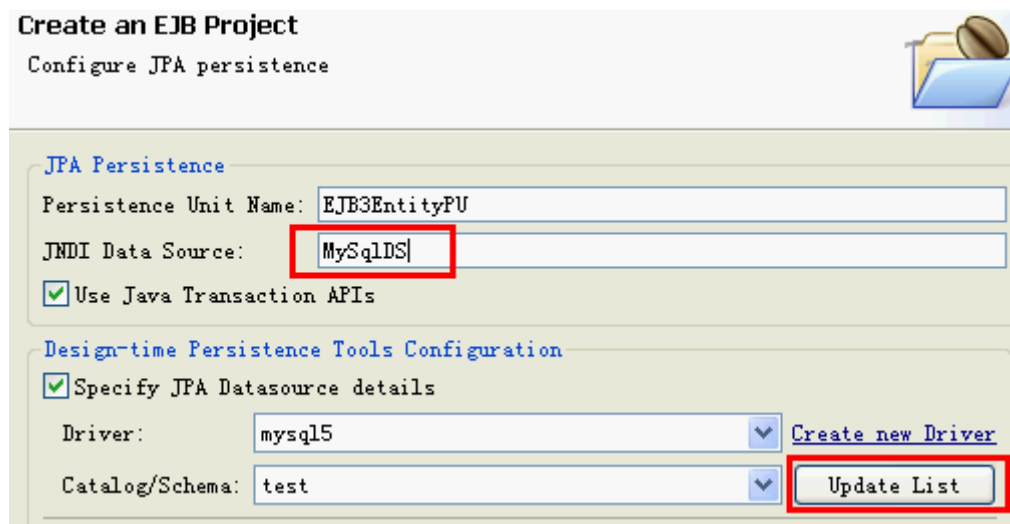 Create an EJB Project
Configure JPA persistence
JPA Persistence
Persistence Unit Name: EJB3EntityPU
JNDI Data Source: MySqlDS
Use Java Transaction APIs
Design-time Persistence Tools Configuration
Specify JPA Datasource details
Driver: mysql5 Create new Driver
Catalog/Schema: test Update List